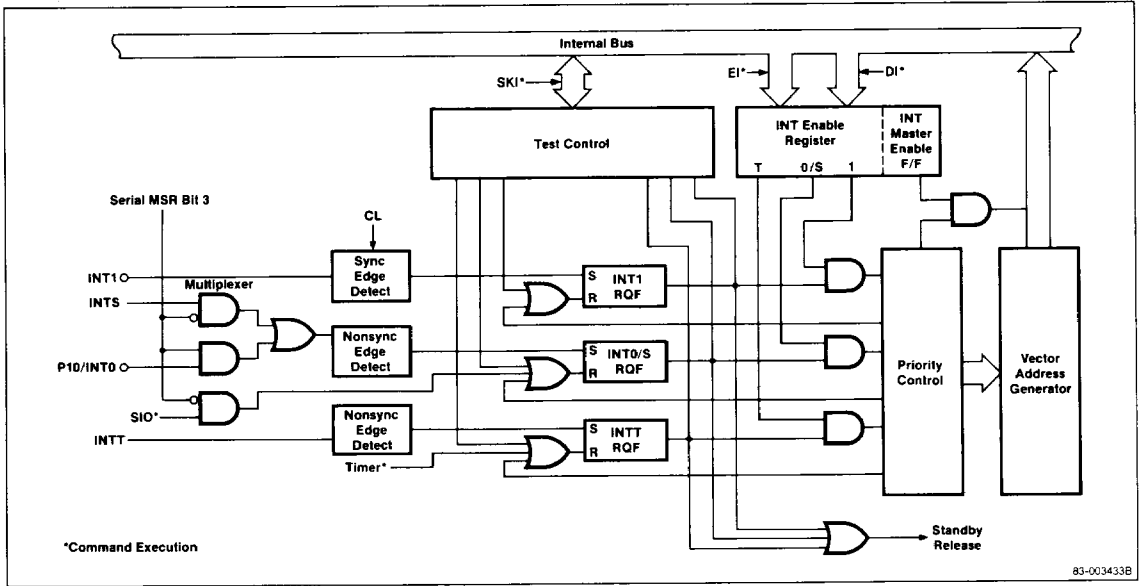 Internal Bus
SKI*
EI*
DI*
Test Control
INT Enable
Register
T 0/S 1
INT
Master
Enable
F/F
Serial MSR Bit 3
CL
INT1
Sync
Edge
Detect
S
R
INT1
RQF
Multiplexer
INTS
P10/INT0
Nonsync
Edge
Detect
S
R
INT0/S
RQF
SIO*
INTT
Nonsync
Edge
Detect
S
R
INTT
RQF
Timer*
Priority
Control
Vector
Address
Generator
Standby
Release
*Command Execution
83-003433B